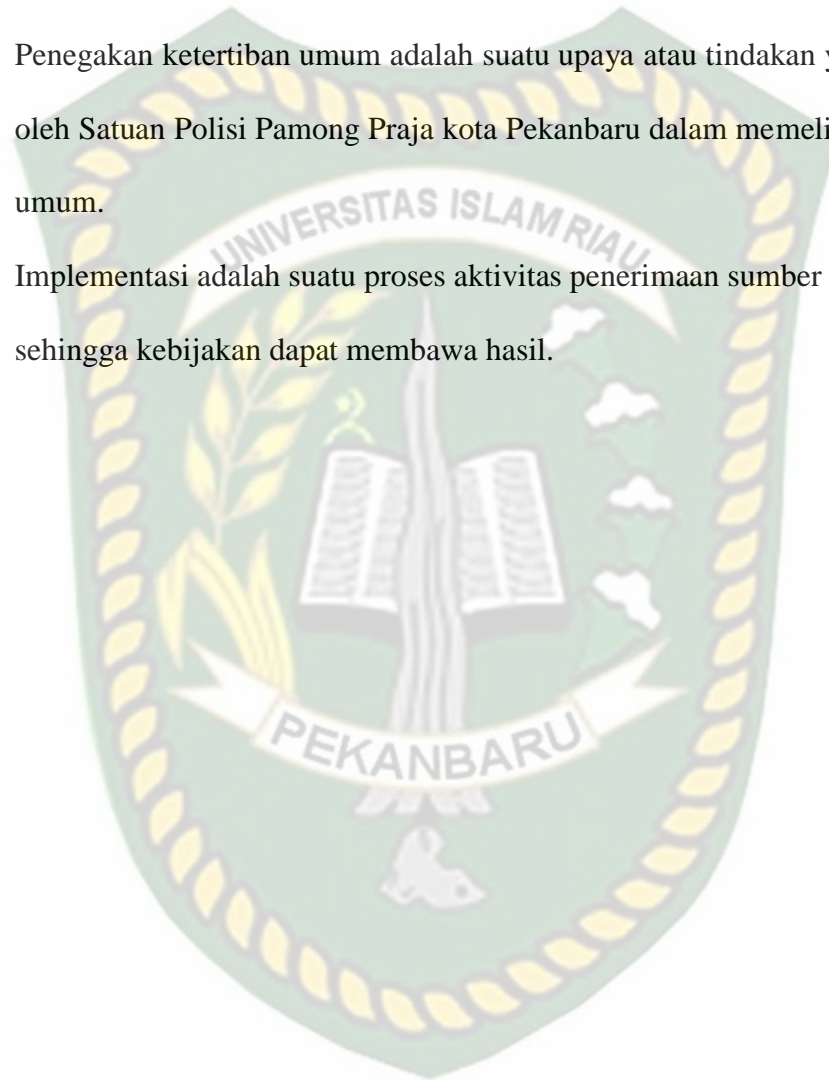 Penegakan ketertiban umum adalah suatu upaya atau tindakan
oleh Satuan Polisi Pamong Praja kota Pekanbaru dalam
umum.
UNIVERSITAS ISLAM RIAU
Implementasi adalah suatu proses aktivitas penerimaan sumber
sehingga kebijakan dapat membawa hasil.
PEKANBARU